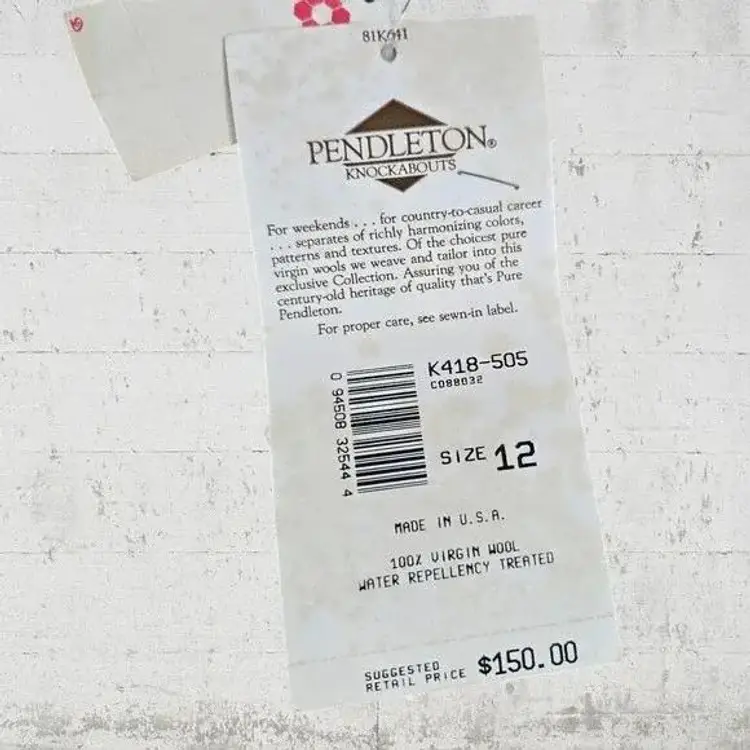 81K641
PENDLETON®
KNOCKABOUTS
For weekends . . . for country-to-casual career
. . . separates of richly harmonizing colors,
patterns and textures. Of the choicest pure
virgin wools we weave and tailor into this
exclusive Collection. Assuring you of the
century-old heritage of quality that's Pure
Pendleton.
For proper care, see sewn-in label.
K418-505
C088032
0 94508 32544 4
SIZE 12
MADE IN U.S.A.
100% VIRGIN WOOL
WATER REPELLENCY TREATED
SUGGESTED
RETAIL PRICE $150.00